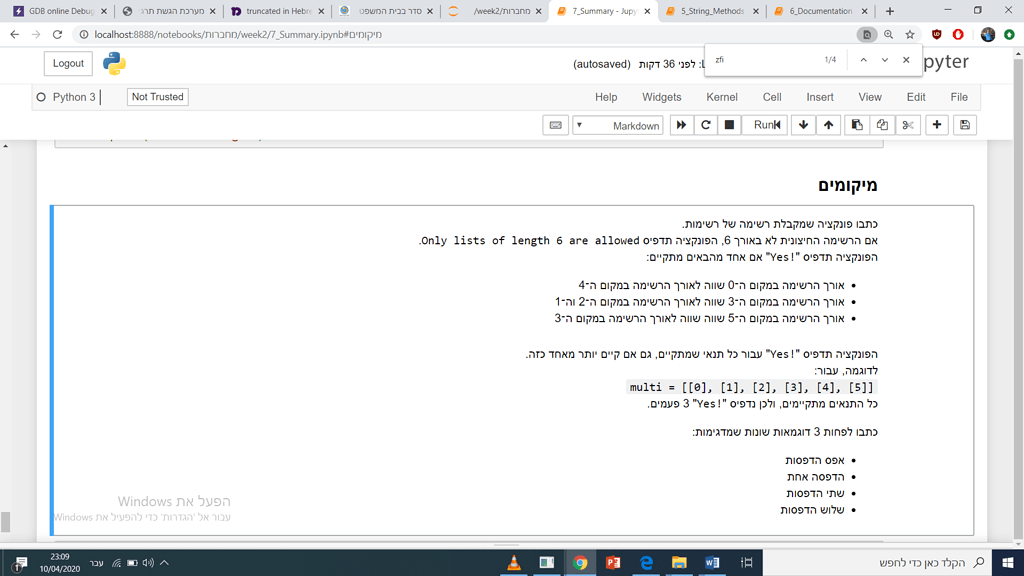 GDB online Debug
מערכת הגשת תרג
truncated in Hebre
סדר בבית המשפט
week2/מחברות/
7_Summary - Jupy
5_String_Methods
6_Documentation
localhost:8888/notebooks/מחברות/week2/7_Summary.ipynb#מיקומים
zfi 1/4
Logout
לפני 36 דקות (autosaved)
pyter
Python 3
Not Trusted
Help Widgets Kernel Cell Insert View Edit File
Markdown
Run
מיקומים
כתבו פונקציה שמקבלת רשימה של רשימות.
אם הרשימה החיצונית לא באורך 6, הפונקציה תדפיס Only lists of length 6 are allowed.
הפונקציה תדפיס "Yes!" אם אחד מהבאים מתקיים:
• אורך הרשימה במקום ה־0 שווה לאורך הרשימה במקום ה־4
• אורך הרשימה במקום ה־3 שווה לאורך הרשימה במקום ה־2 וה־1
• אורך הרשימה במקום ה־5 שווה שווה לאורך הרשימה במקום ה־3
הפונקציה תדפיס "Yes!" עבור כל תנאי שמתקיים, גם אם קיים יותר מאחד כזה.
לדוגמה, עבור:
multi = [[0], [1], [2], [3], [4], [5]]
כל התנאים מתקיימים, ולכן נדפיס "Yes!" 3 פעמים.
כתבו לפחות 3 דוגמאות שונות שמדגימות:
• אפס הדפסות
• הדפסה אחת
• שתי הדפסות
• שלוש הדפסות
הפעל את Windows
עבור אל 'הגדרות' כדי להפעיל את Windows
23:09
10/04/2020
עבר
הקלד כאן כדי לחפש